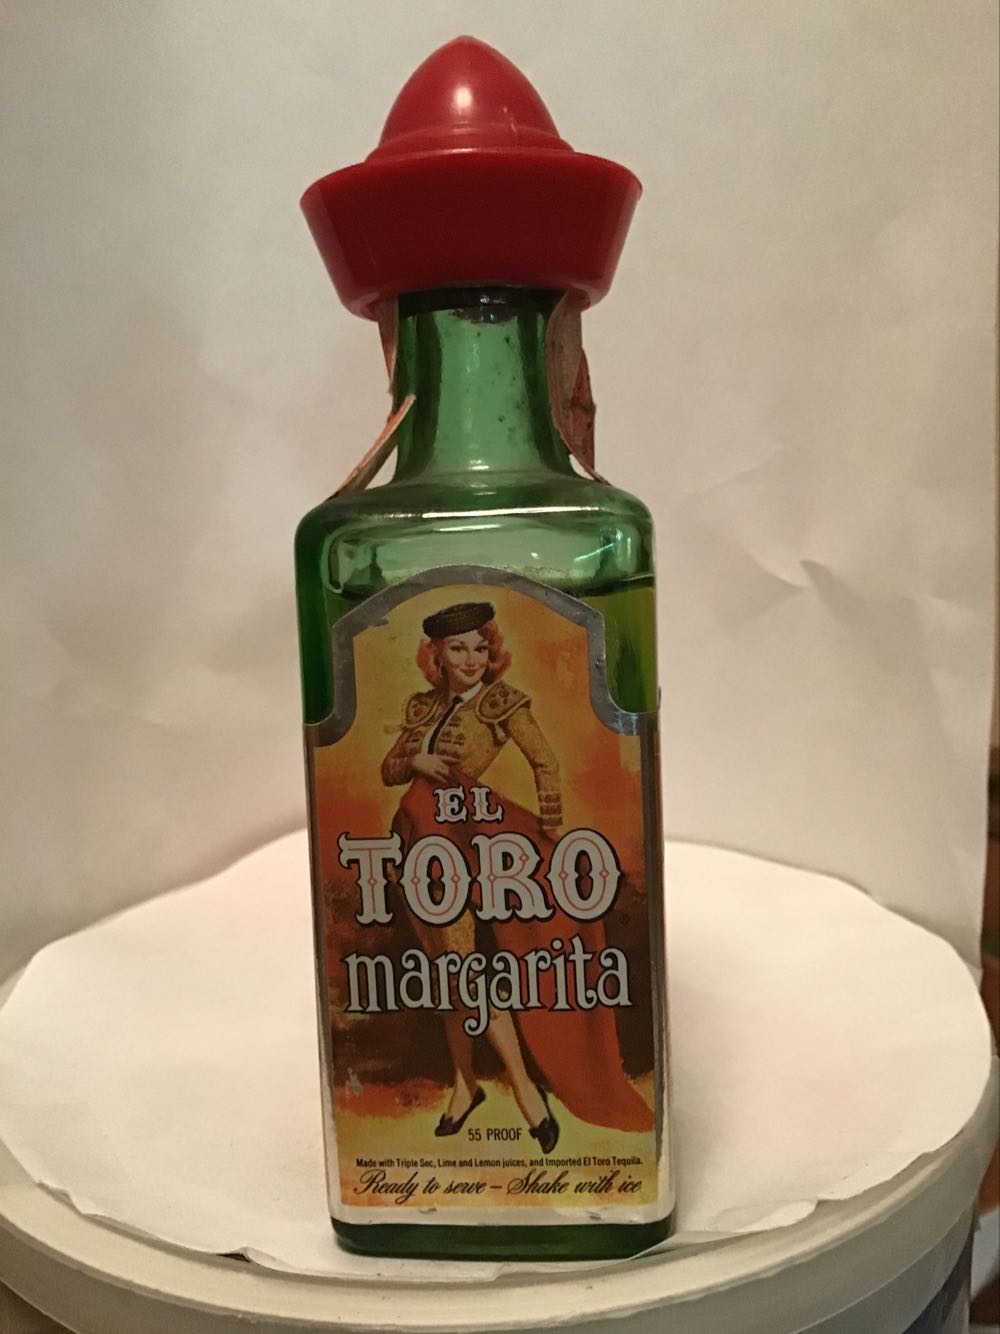 EL
TORO
®
margarita
55 PROOF
Made with Triple Sec, Lime and Lemon juices, and Imported El Toro Tequila.
Ready to serve – Shake with ice